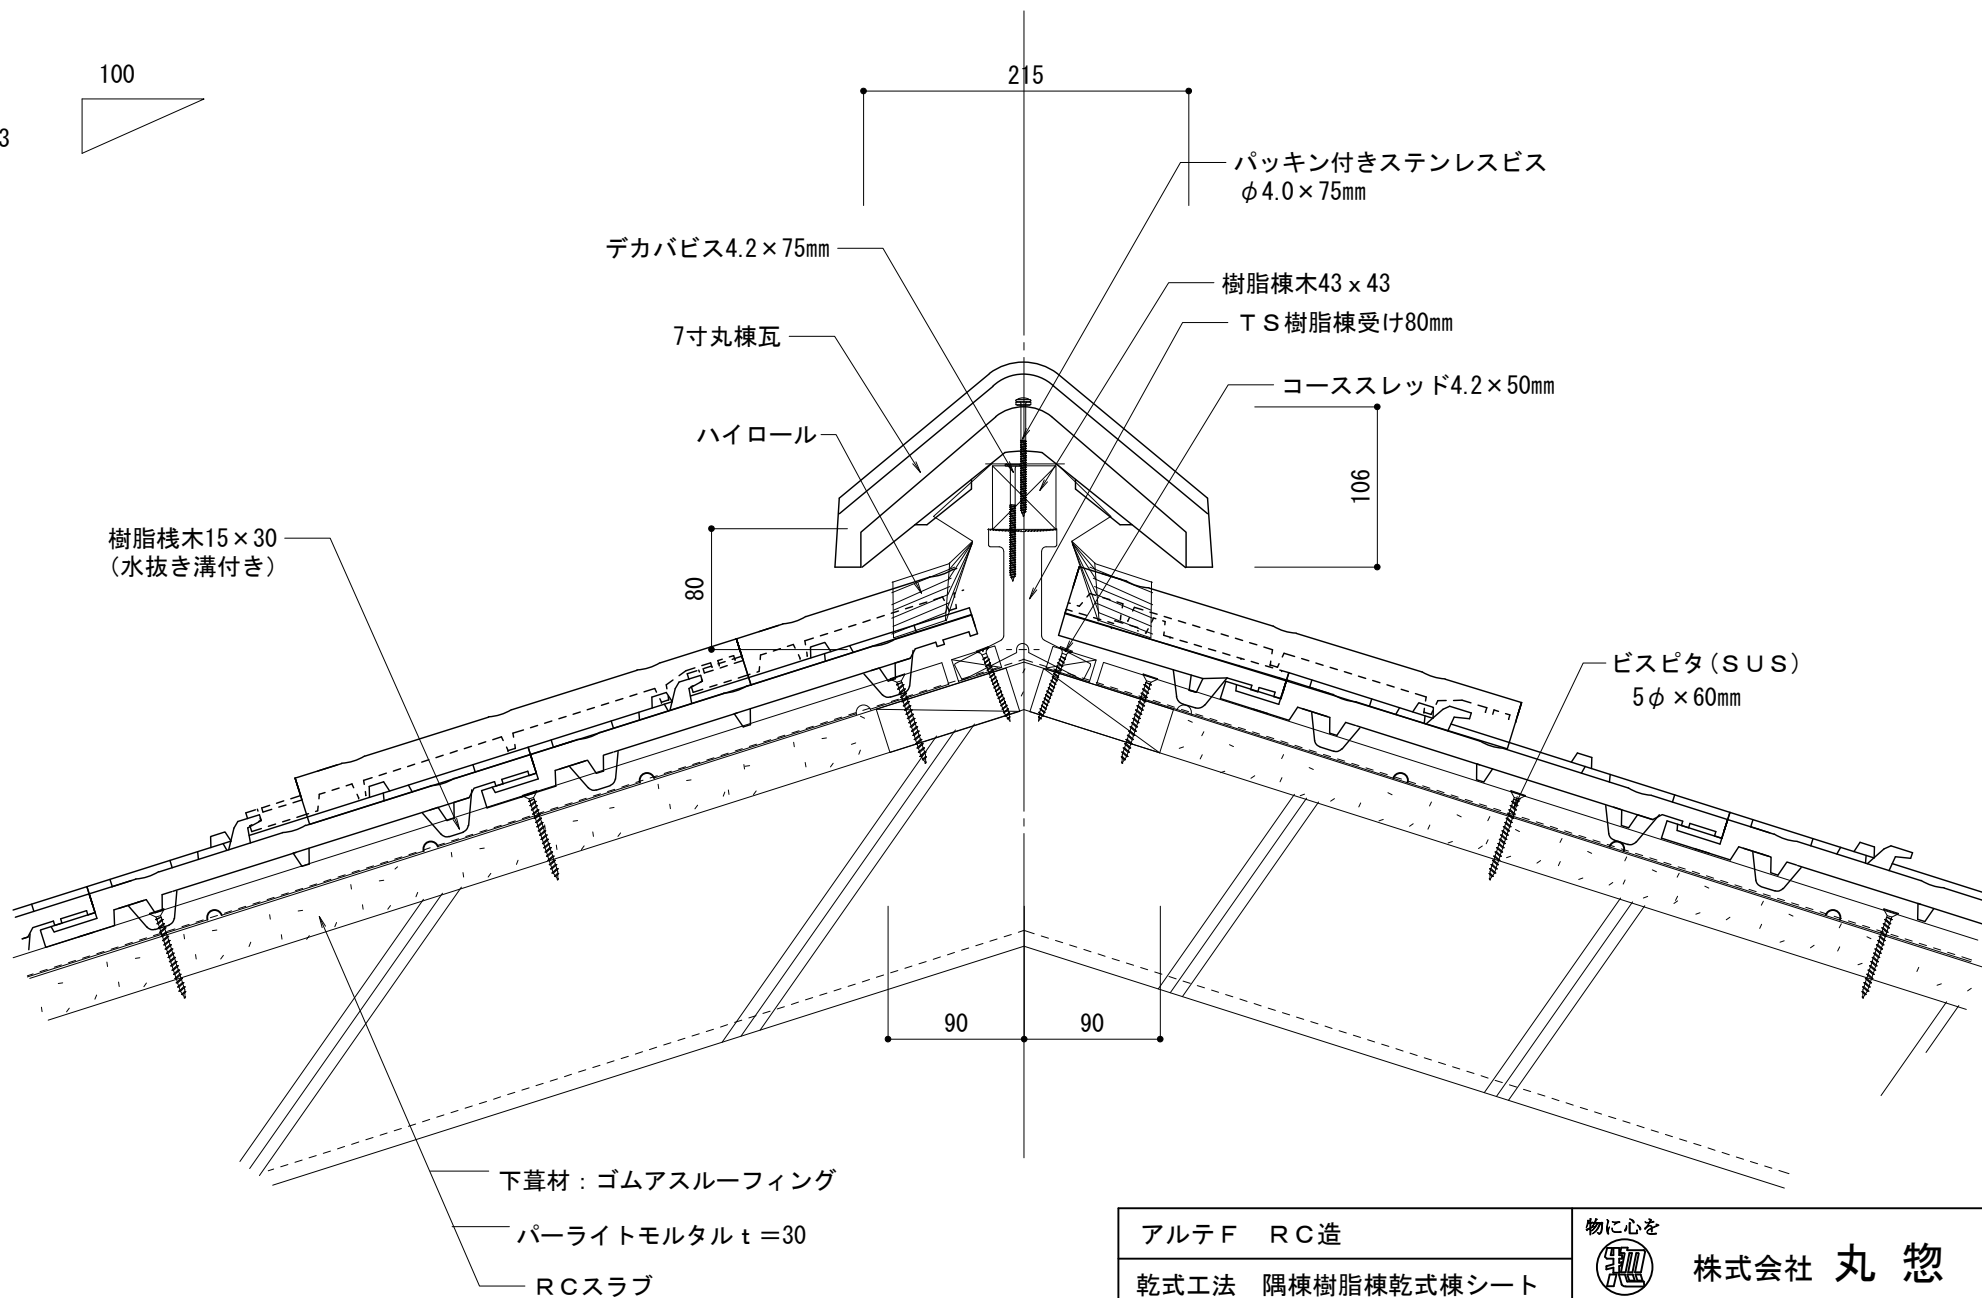 100
3
215
パッキン付きステンレスビス
φ4.0×75mm
デカバビス4.2×75mm
樹脂棟木43x43
TS樹脂棟受け80mm
7寸丸棟瓦
コーススレッド4.2×50mm
ハイロール
106
樹脂桟木15×30
(水抜き溝付き)
80
ビスピタ(SUS)
5φ×60mm
90
90
下葺材:ゴムアスルーフィング
パーライトモルタルt=30
RCスラブ
アルテF RC造
乾式工法 隅棟樹脂棟乾式棟シート
物に心を
惣
株式会社 丸惣